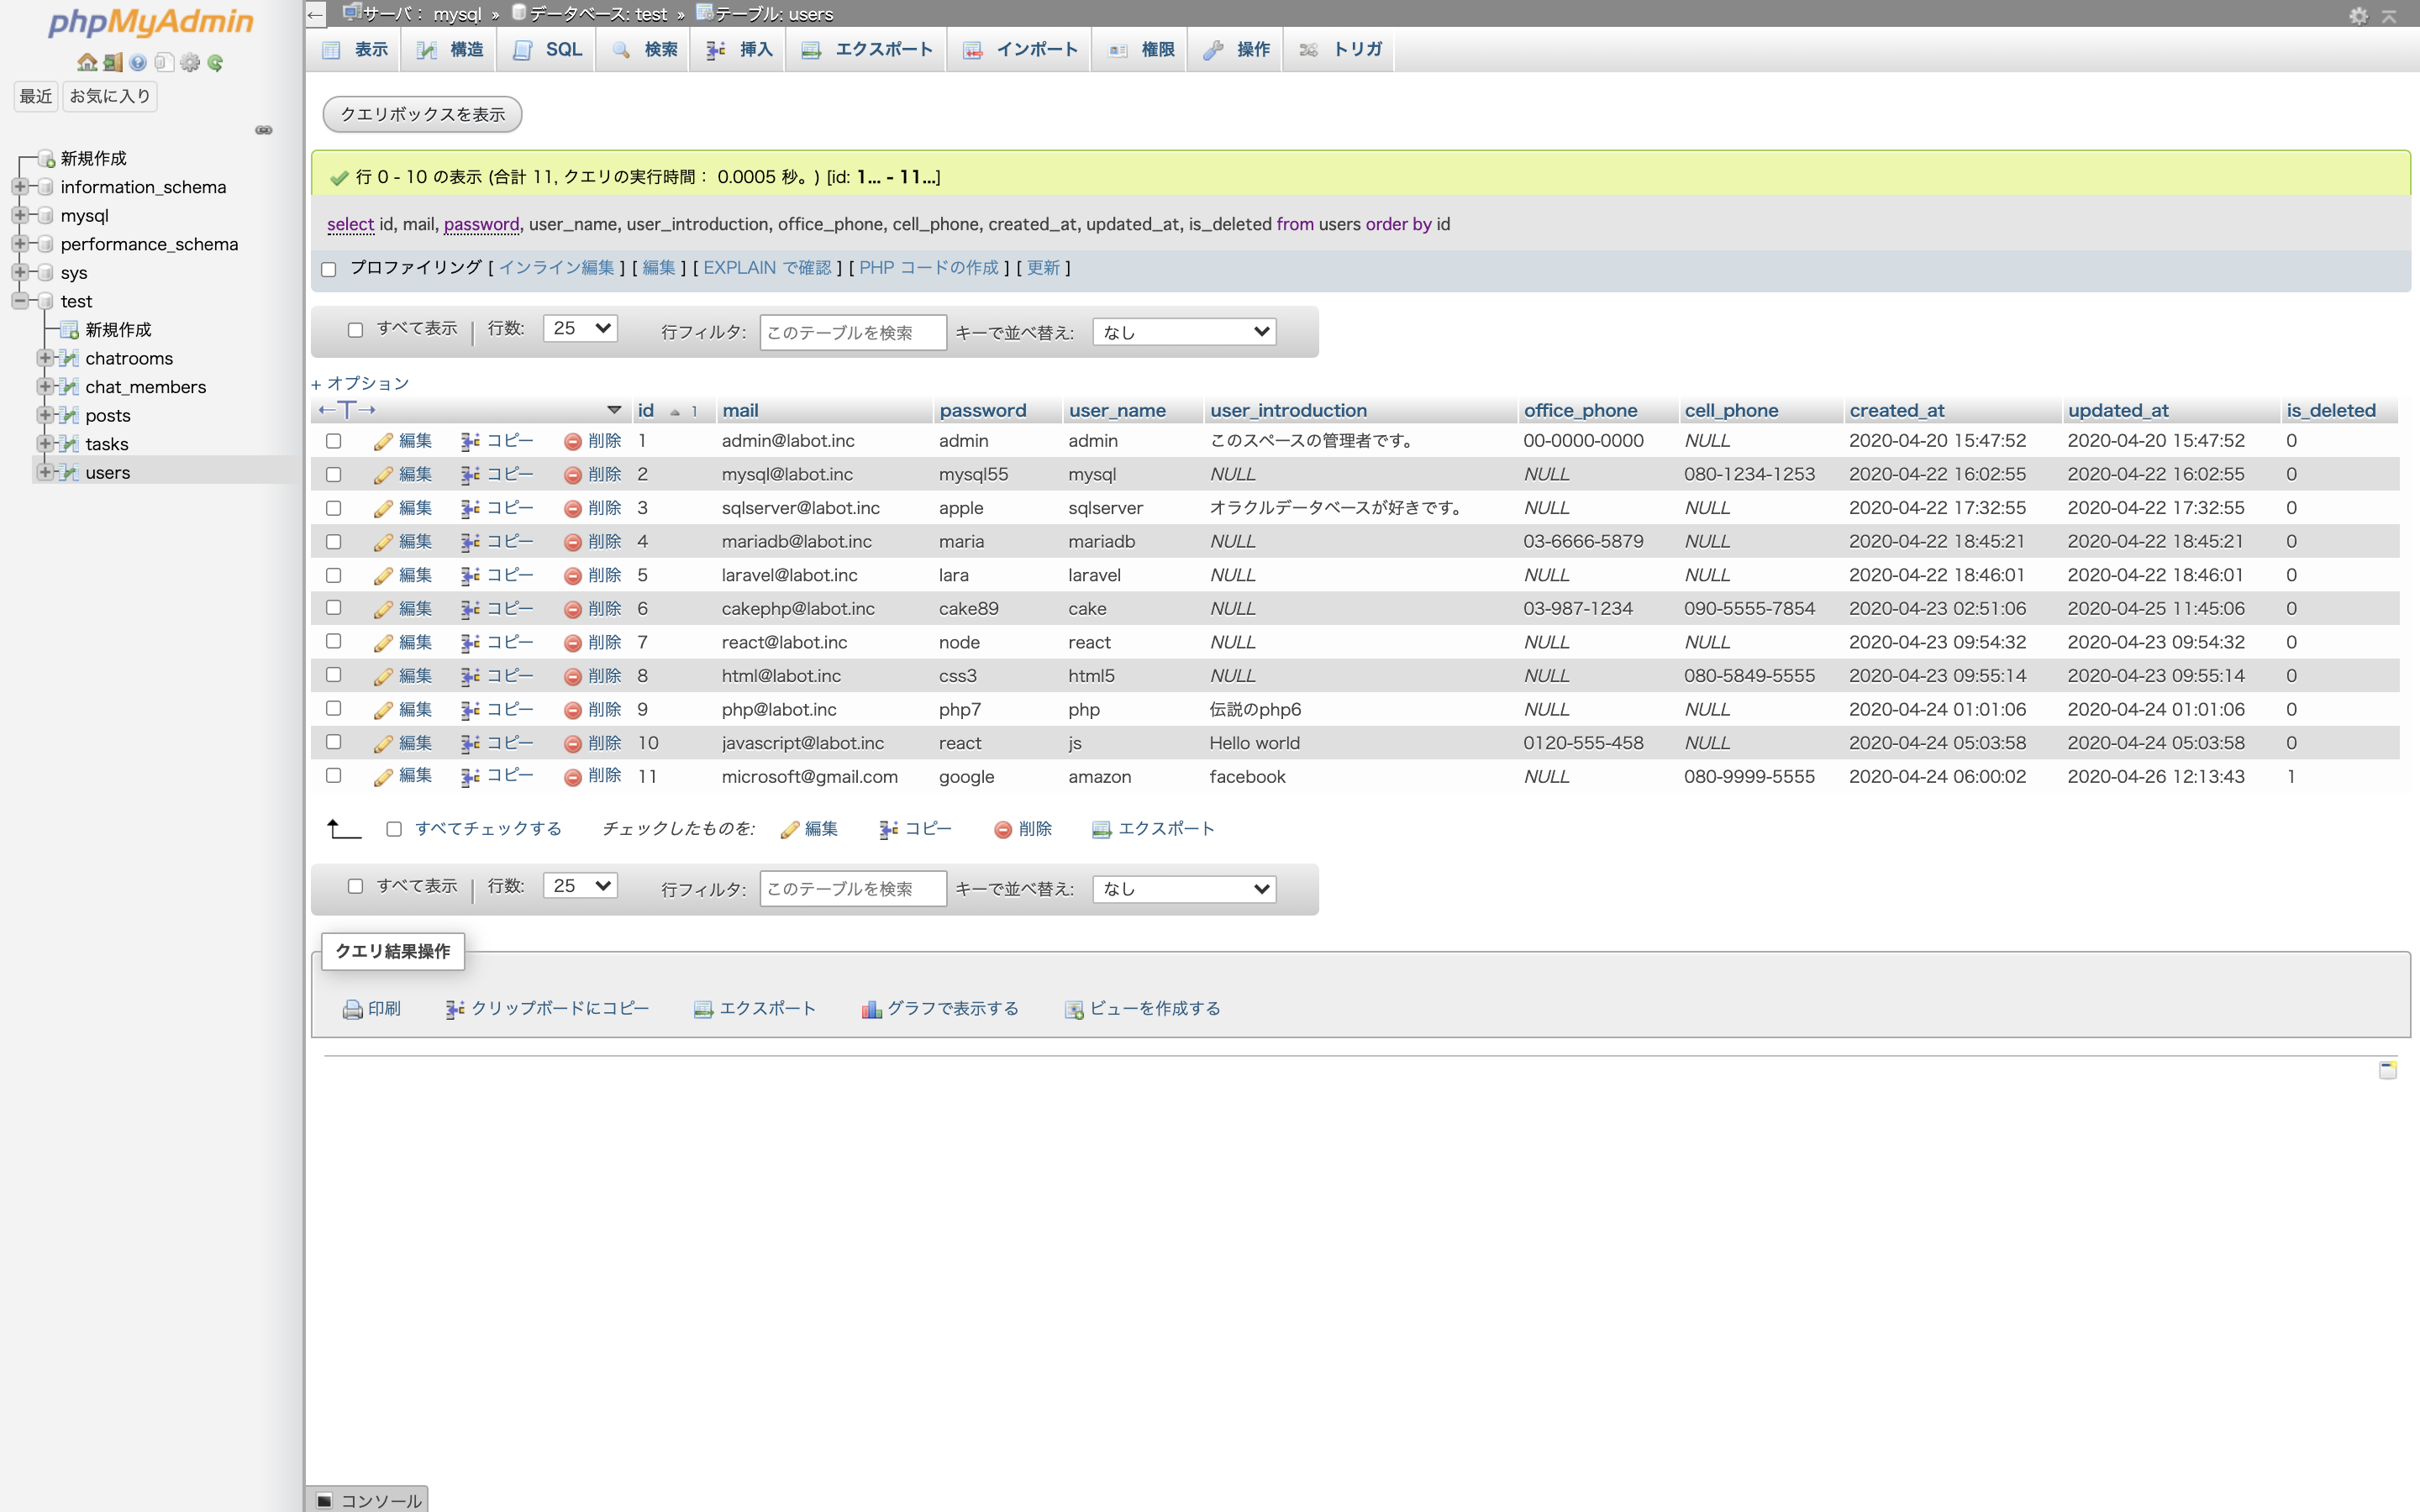 phpMyAdmin
最近 お気に入り
新規作成
information_schema
mysql
performance_schema
sys
test
新規作成
chatrooms
chat_members
posts
tasks
users
サーバ： mysql » データベース: test » テーブル: users
表示 構造 SQL 検索 挿入 エクスポート インポート 権限 操作 トリガ
クエリボックスを表示
行 0 - 10 の表示 (合計 11, クエリの実行時間： 0.0005 秒。) [id: 1... - 11...]
select id, mail, password, user_name, user_introduction, office_phone, cell_phone, created_at, updated_at, is_deleted from users order by id
プロファイリング [ インライン編集 ] [ 編集 ] [ EXPLAIN で確認 ] [ PHP コードの作成 ] [ 更新 ]
すべて表示 | 行数: 25 行フィルタ: このテーブルを検索 キーで並べ替え: なし
+ オプション
←T→ id 1 mail password user_name user_introduction office_phone cell_phone created_at updated_at is_deleted
編集 コピー 削除 1 admin@labot.inc admin admin このスペースの管理者です。 00-0000-0000 NULL 2020-04-20 15:47:52 2020-04-20 15:47:52 0
編集 コピー 削除 2 mysql@labot.inc mysql55 mysql NULL NULL 080-1234-1253 2020-04-22 16:02:55 2020-04-22 16:02:55 0
編集 コピー 削除 3 sqlserver@labot.inc apple sqlserver オラクルデータベースが好きです。 NULL NULL 2020-04-22 17:32:55 2020-04-22 17:32:55 0
編集 コピー 削除 4 mariadb@labot.inc maria mariadb NULL 03-6666-5879 NULL 2020-04-22 18:45:21 2020-04-22 18:45:21 0
編集 コピー 削除 5 laravel@labot.inc lara laravel NULL NULL NULL 2020-04-22 18:46:01 2020-04-22 18:46:01 0
編集 コピー 削除 6 cakephp@labot.inc cake89 cake NULL 03-987-1234 090-5555-7854 2020-04-23 02:51:06 2020-04-25 11:45:06 0
編集 コピー 削除 7 react@labot.inc node react NULL NULL NULL 2020-04-23 09:54:32 2020-04-23 09:54:32 0
編集 コピー 削除 8 html@labot.inc css3 html5 NULL NULL 080-5849-5555 2020-04-23 09:55:14 2020-04-23 09:55:14 0
編集 コピー 削除 9 php@labot.inc php7 php 伝説のphp6 NULL NULL 2020-04-24 01:01:06 2020-04-24 01:01:06 0
編集 コピー 削除 10 javascript@labot.inc react js Hello world 0120-555-458 NULL 2020-04-24 05:03:58 2020-04-24 05:03:58 0
編集 コピー 削除 11 microsoft@gmail.com google amazon facebook NULL 080-9999-5555 2020-04-24 06:00:02 2020-04-26 12:13:43 1
すべてチェックする チェックしたものを: 編集 コピー 削除 エクスポート
すべて表示 | 行数: 25 行フィルタ: このテーブルを検索 キーで並べ替え: なし
クエリ結果操作
印刷 クリップボードにコピー エクスポート グラフで表示する ビューを作成する
コンソール